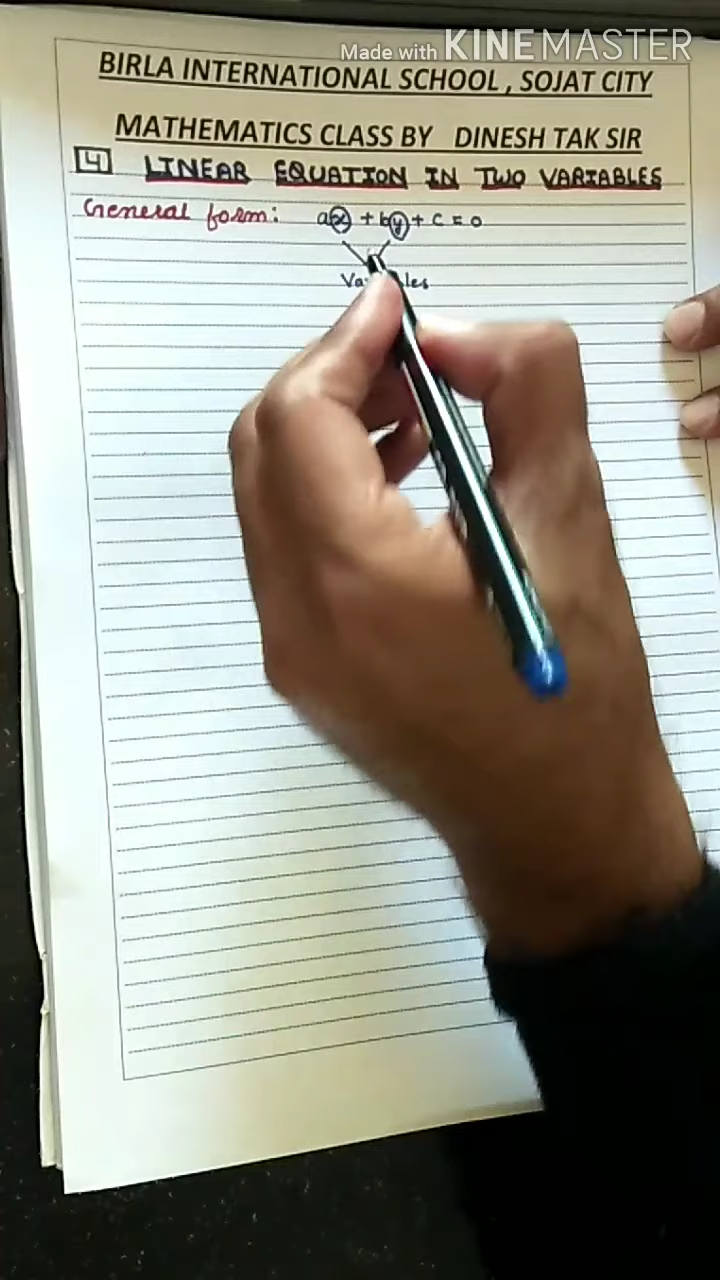 Made with KINEMASTER
BIRLA INTERNATIONAL SCHOOL , SOJAT CITY
MATHEMATICS CLASS BY DINESH TAK SIR
4 LINEAR EQUATION IN TWO VARIABLES
General form: ax + by + c = 0